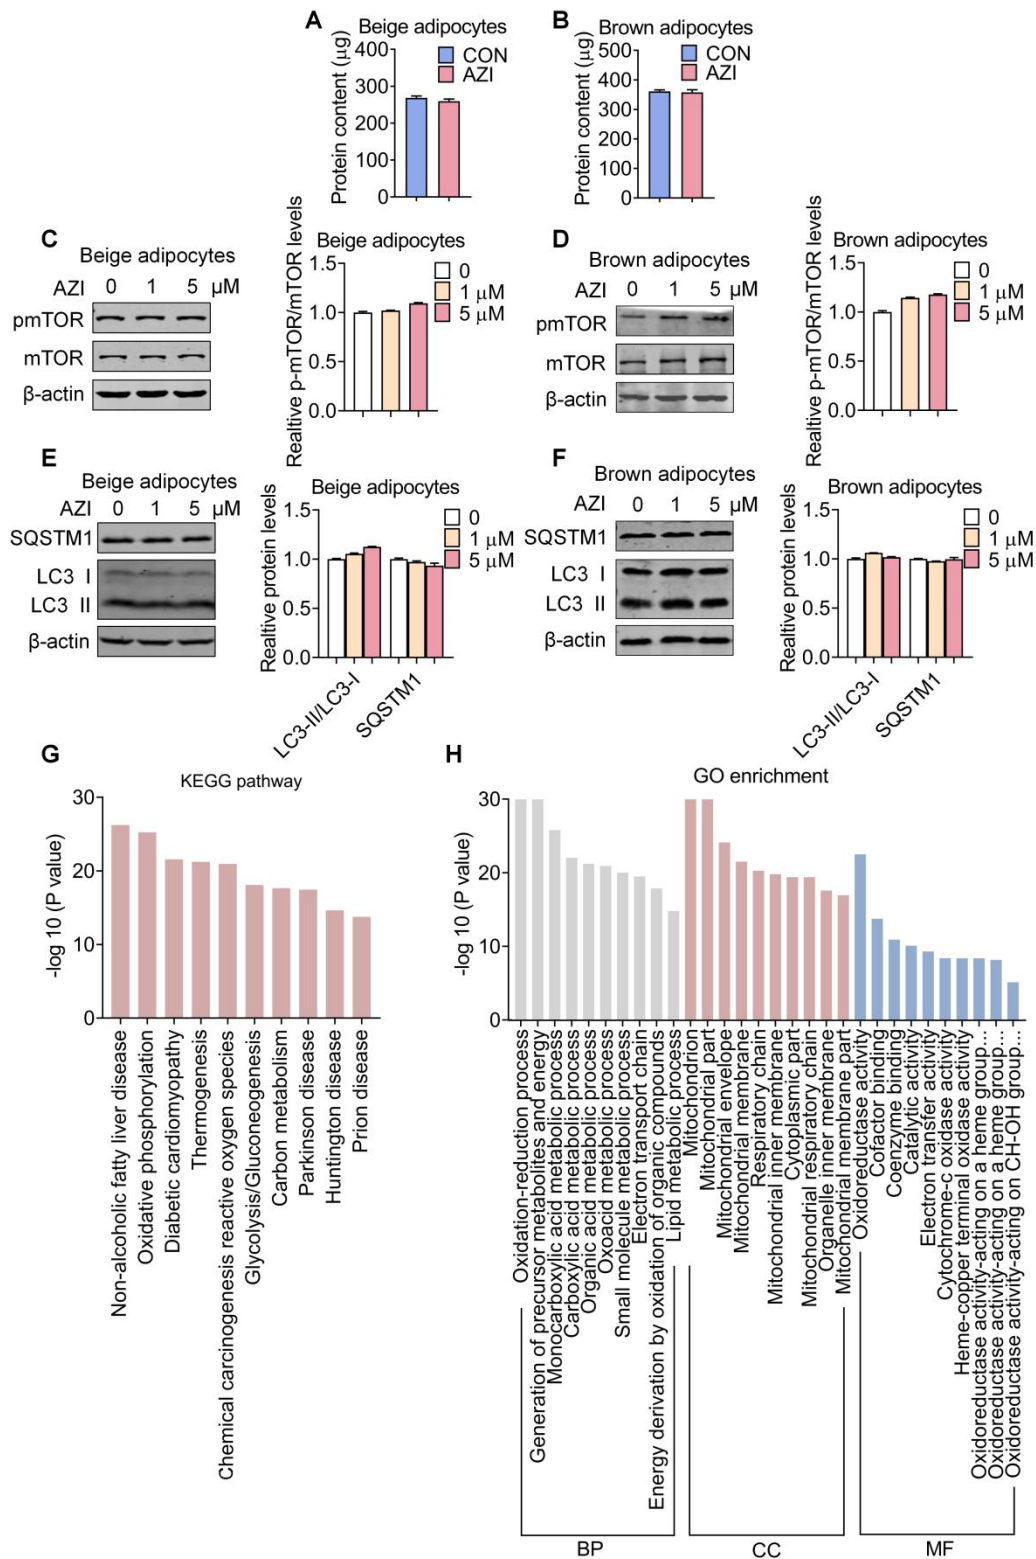 A
Beige adipocytes
Protein content (μg)
400
300
200
100
0
CON
AZI
B
Brown adipocytes
Protein content (μg)
500
400
300
200
100
0
CON
AZI
C
Beige adipocytes
AZI 0 1 5 μM
pmTOR
mTOR
β-actin
Beige adipocytes
Realtive p-mTOR/mTOR levels
1.5
1.0
0.5
0.0
0
1 μM
5 μM
D
Brown adipocytes
AZI 0 1 5 μM
pmTOR
mTOR
β-actin
Brown adipocytes
Realtive p-mTOR/mTOR levels
1.5
1.0
0.5
0.0
0
1 μM
5 μM
E
Beige adipocytes
AZI 0 1 5 μM
SQSTM1
LC3 I
LC3 II
β-actin
Beige adipocytes
Realtive protein levels
1.5
1.0
0.5
0.0
0
1 μM
5 μM
LC3-II/LC3-I
SQSTM1
F
Brown adipocytes
AZI 0 1 5 μM
SQSTM1
LC3 I
LC3 II
β-actin
Brown adipocytes
Realtive protein levels
1.5
1.0
0.5
0.0
0
1 μM
5 μM
LC3-II/LC3-I
SQSTM1
G
KEGG pathway
-log 10 (P value)
30
20
10
0
Non-alcoholic fatty liver disease
Oxidative phosphorylation
Diabetic cardiomyopathy
Thermogenesis
Chemical carcinogenesis reactive oxygen species
Glycolysis/Gluconeogenesis
Carbon metabolism
Parkinson disease
Huntington disease
Prion disease
H
GO enrichment
-log 10 (P value)
30
20
10
0
Oxidation-reduction process
Generation of precursor metabolites and energy
Monocarboxylic acid metabolic process
Carboxylic acid metabolic process
Organic acid metabolic process
Oxoacid metabolic process
Small molecule metabolic process
Electron transport chain
Energy derivation by oxidation of organic compounds
Lipid metabolic process
Mitochondrion
Mitochondrial part
Mitochondrial envelope
Mitochondrial membrane
Respiratory chain
Mitochondrial inner membrane
Cytoplasmic part
Mitochondrial respiratory chain
Organelle inner membrane
Mitochondrial membrane part
Oxidoreductase activity
Cofactor binding
Coenzyme binding
Catalytic activity
Electron transfer activity
Cytochrome-c oxidase activity
Heme-copper terminal oxidase activity
Oxidoreductase activity-acting on a heme group...
Oxidoreductase activity-acting on a heme group...
Oxidoreductase activity-acting on CH-OH group...
BP
CC
MF